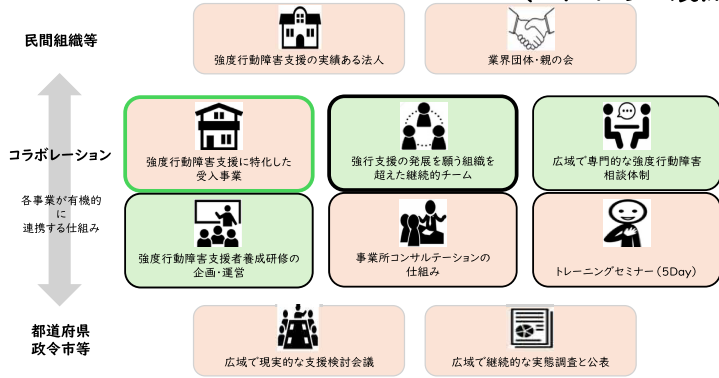 民間組織等
強度行動障害支援の実績ある法人
業界団体・親の会
コラボレーション
各事業が有機的
に
連携する仕組み
強度行動障害支援に特化した
受入事業
強行支援の発展を願う組織を
超えた継続的チーム
広域で専門的な強度行動障害
相談体制
強度行動障害支援者養成研修の
企画・運営
事業所コンサルテーションの
仕組み
トレーニングセミナー(5Day)
都道府県
政令市等
広域で現実的な支援検討会議
広域で継続的な実態調査と公表